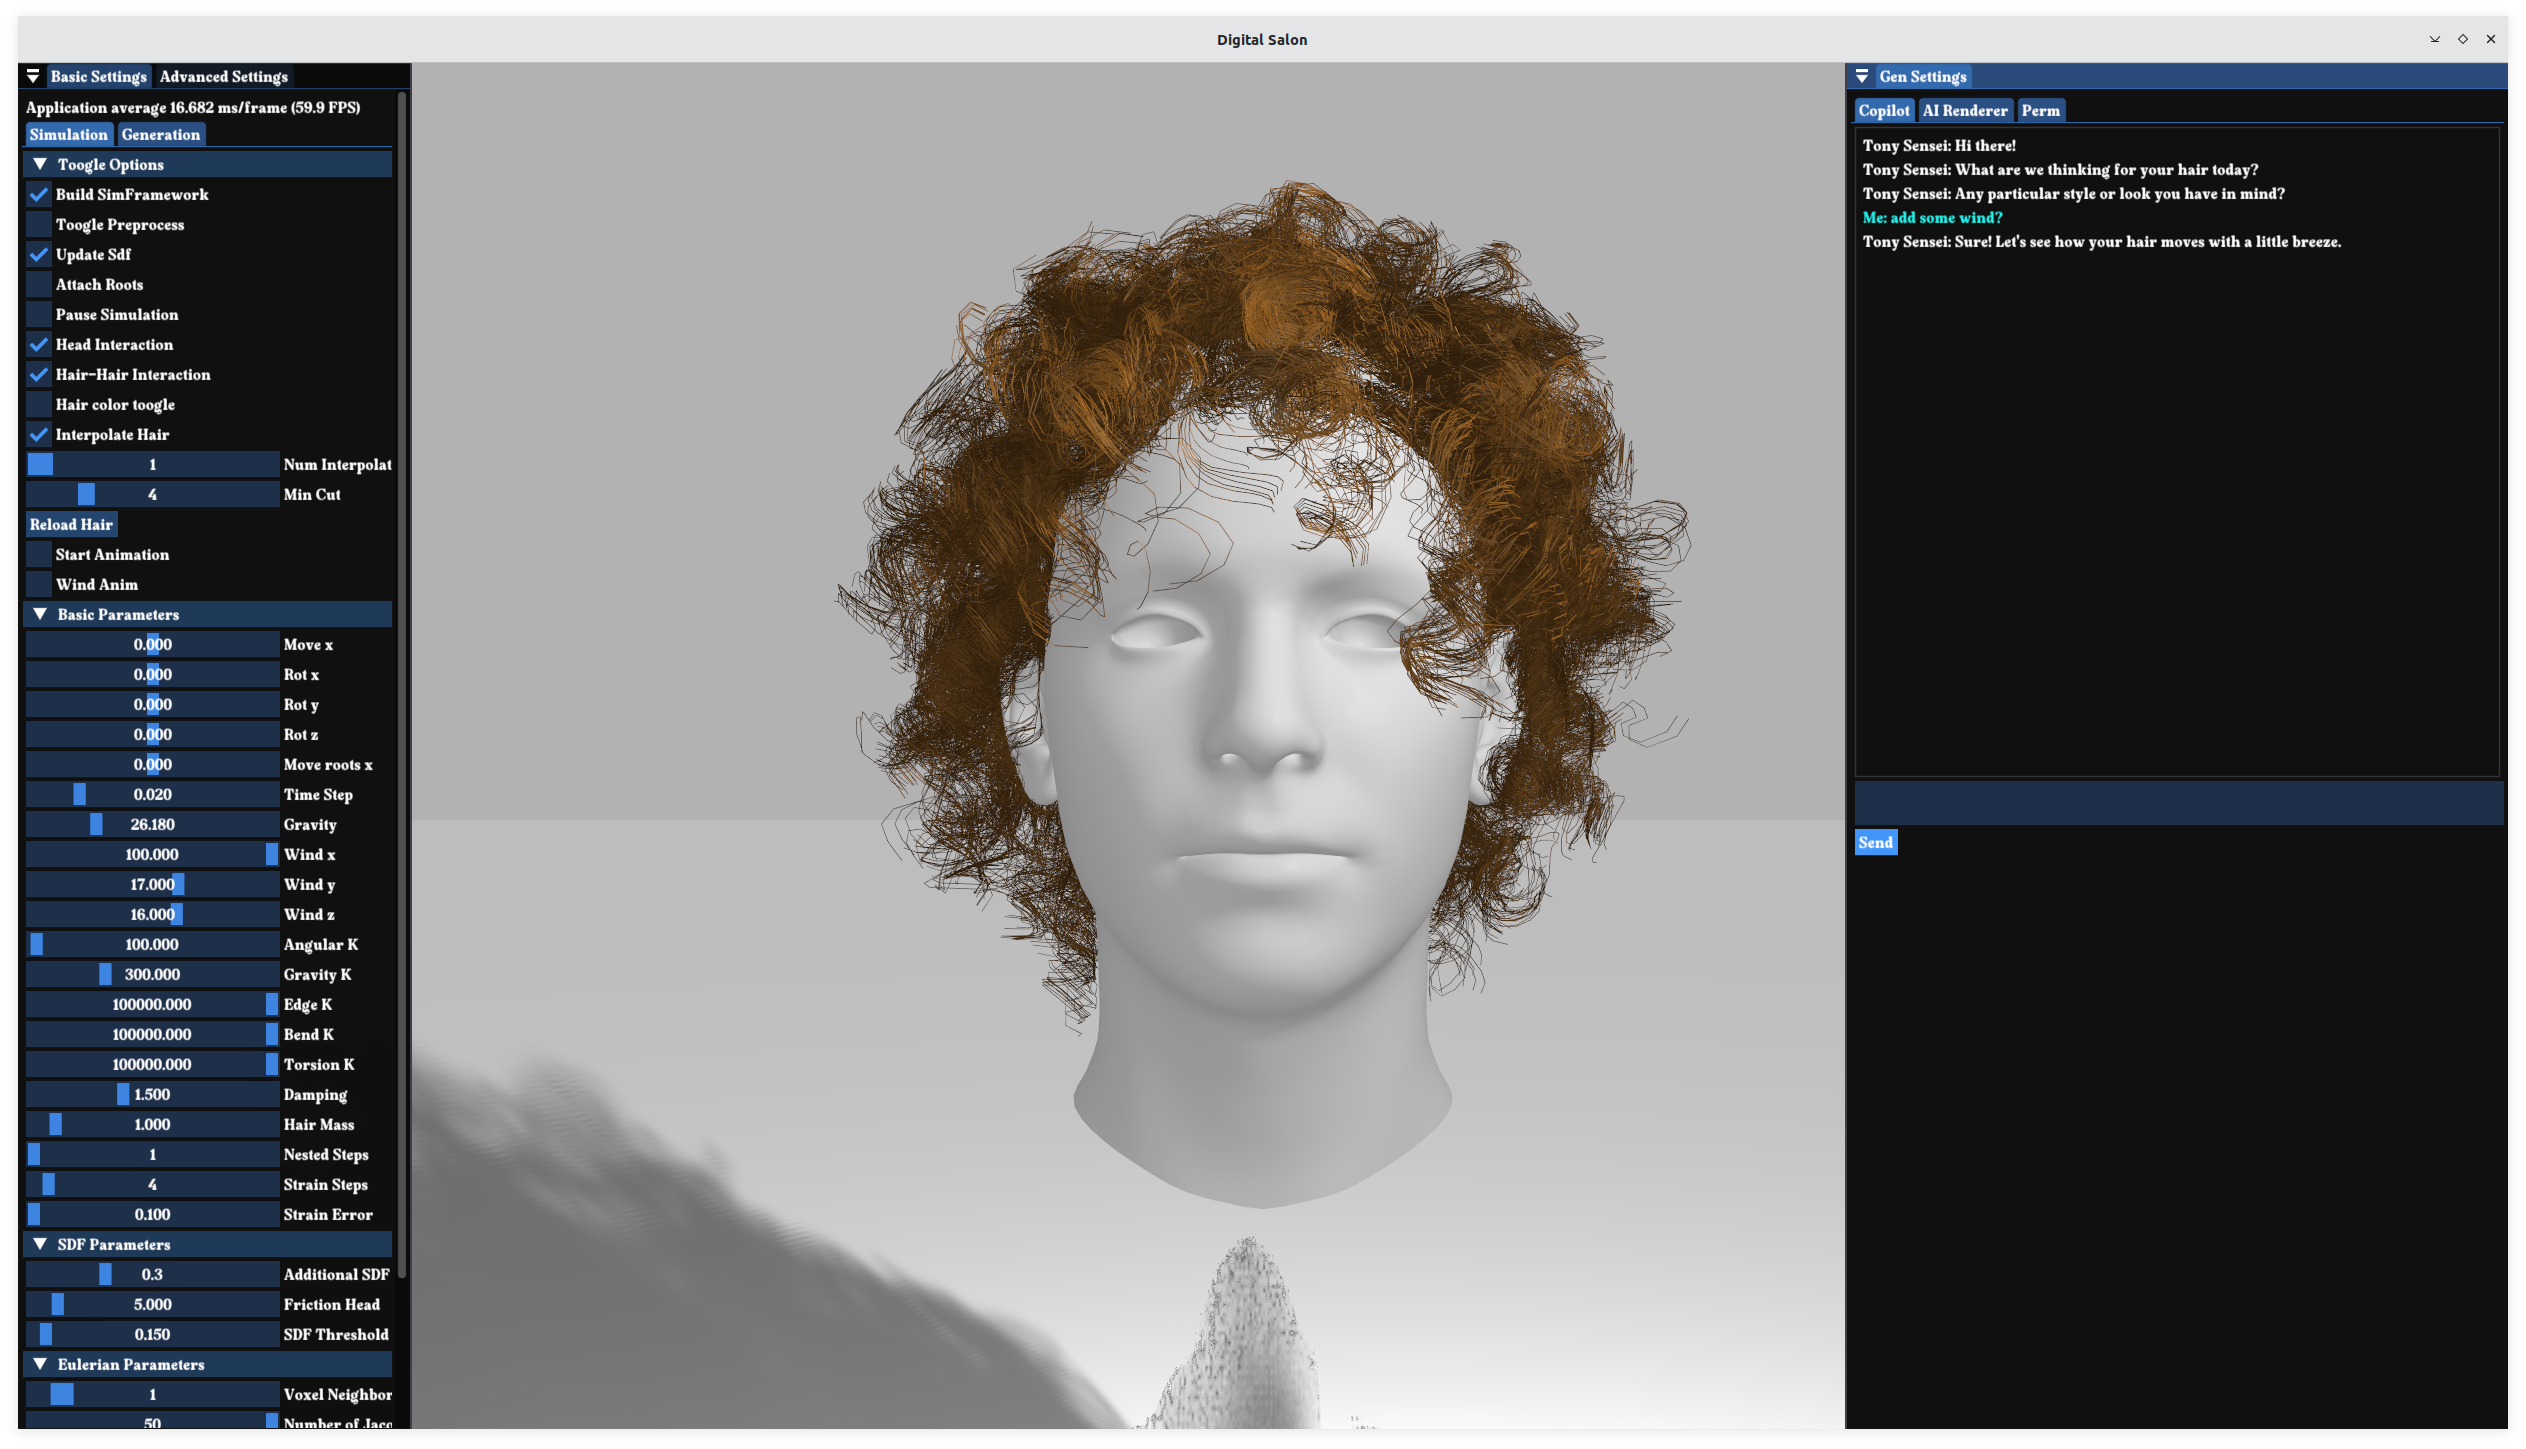 Digital Salon
Basic Settings Advanced Settings
Application average 16.682 ms/frame (59.9 FPS)
Simulation Generation
Toogle Options
Build SimFramework
Toogle Preprocess
Update Sdf
Attach Roots
Pause Simulation
Head Interaction
Hair-Hair Interaction
Hair color toogle
Interpolate Hair
1 Num Interpolat
4 Min Cut
Reload Hair
Start Animation
Wind Anim
Basic Parameters
0.000 Move x
0.000 Rot x
0.000 Rot y
0.000 Rot z
0.000 Move roots x
0.020 Time Step
26.180 Gravity
100.000 Wind x
17.000 Wind y
16.000 Wind z
100.000 Angular K
300.000 Gravity K
100000.000 Edge K
100000.000 Bend K
100000.000 Torsion K
1.500 Damping
1.000 Hair Mass
1 Nested Steps
4 Strain Steps
0.100 Strain Error
SDF Parameters
0.3 Additional SDF
5.000 Friction Head
0.150 SDF Threshold
Eulerian Parameters
1 Voxel Neighbor
50 Number of Jaco
Gen Settings
Copilot AI Renderer Perm
Tony Sensei: Hi there!
Tony Sensei: What are we thinking for your hair today?
Tony Sensei: Any particular style or look you have in mind?
Me: add some wind?
Tony Sensei: Sure! Let's see how your hair moves with a little breeze.
Send